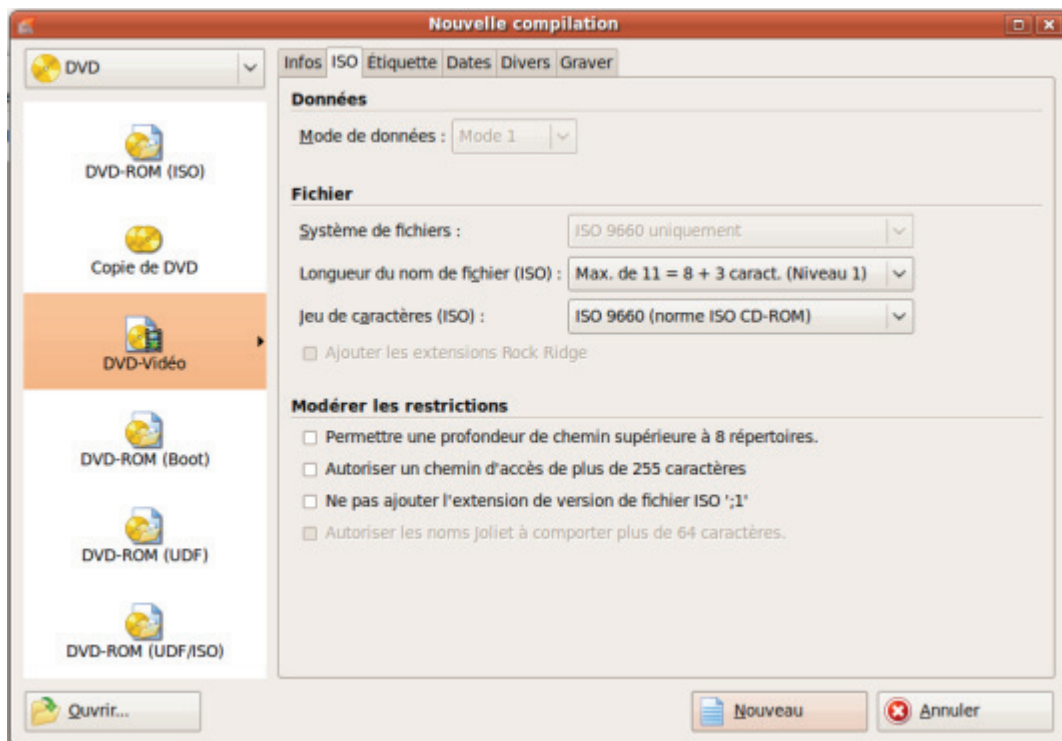 Nouvelle compilation
DVD
Infos ISO Étiquette Dates Divers Graver
DVD-ROM (ISO)
Copie de DVD
DVD-Vidéo
DVD-ROM (Boot)
DVD-ROM (UDF)
DVD-ROM (UDF/ISO)
Données
Mode de données : Mode 1
Fichier
Système de fichiers : ISO 9660 uniquement
Longueur du nom de fichier (ISO) : Max. de 11 = 8 + 3 caract. (Niveau 1)
Jeu de caractères (ISO) : ISO 9660 (norme ISO CD-ROM)
Ajouter les extensions Rock Ridge
Modérer les restrictions
Permettre une profondeur de chemin supérieure à 8 répertoires.
Autoriser un chemin d'accès de plus de 255 caractères
Ne pas ajouter l'extension de version de fichier ISO ';1'
Autoriser les noms Joliet à comporter plus de 64 caractères.
Ouvrir...
Nouveau
Annuler